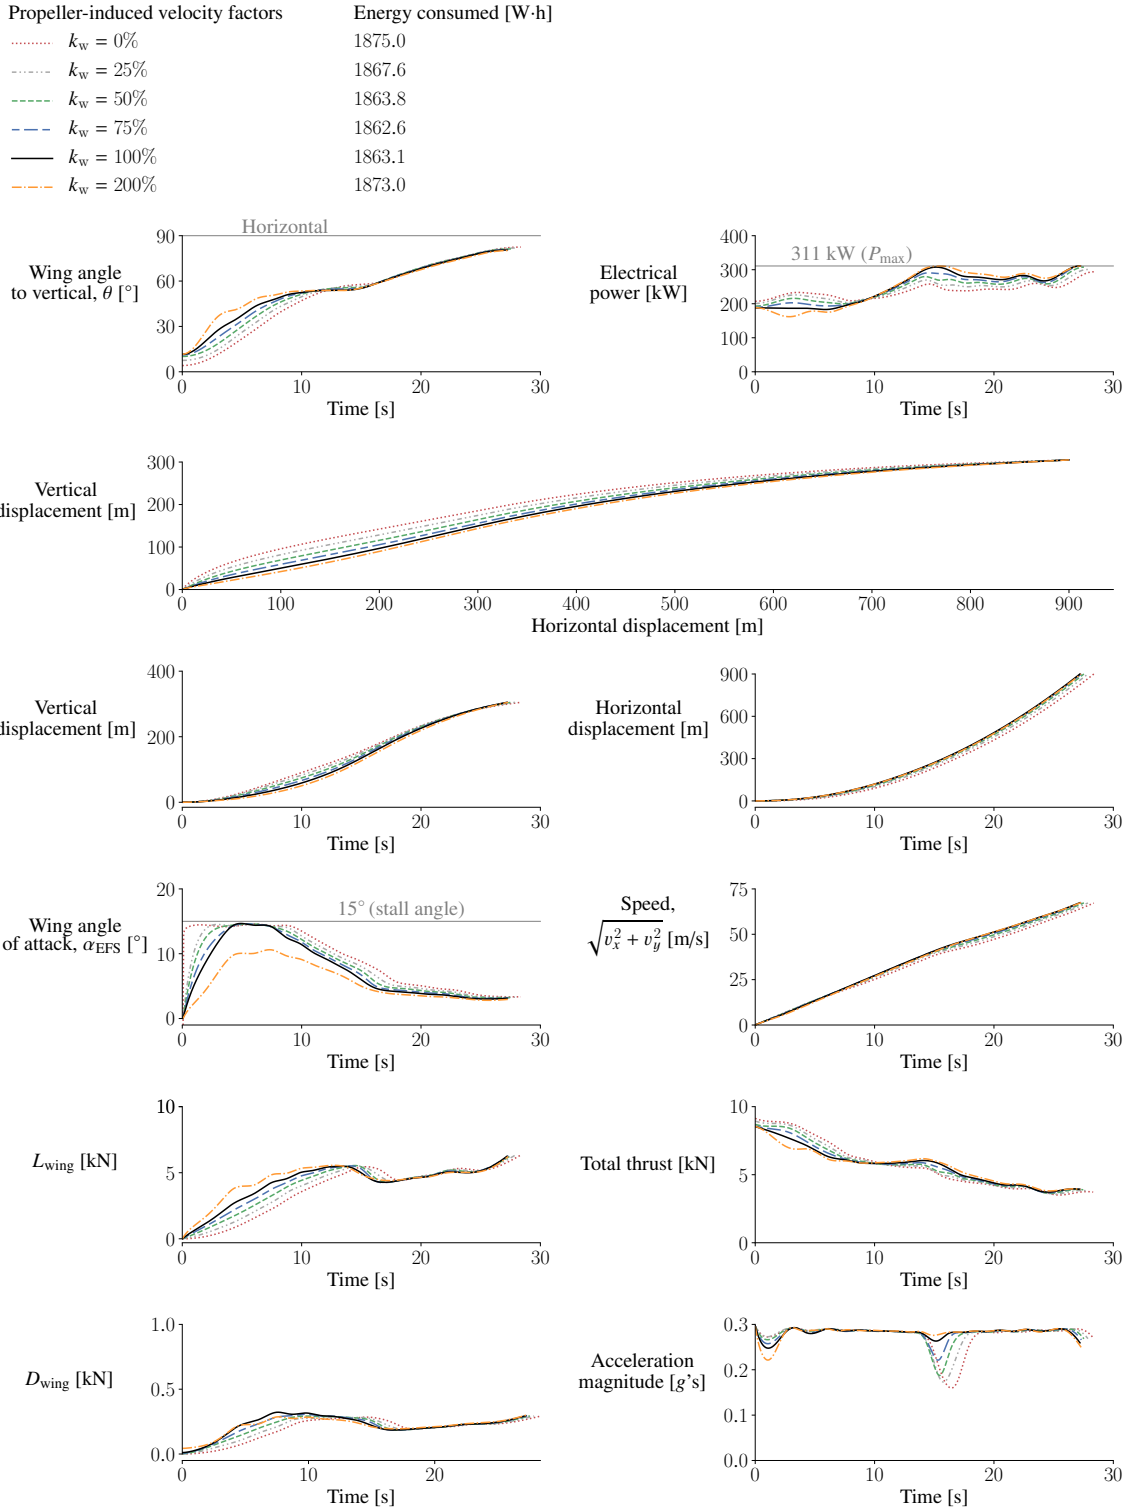 Propeller-induced velocity factors Energy consumed [W·h]
k_w = 0% 1875.0
k_w = 25% 1867.6
k_w = 50% 1863.8
k_w = 75% 1862.6
k_w = 100% 1863.1
k_w = 200% 1873.0
Horizontal
Wing angle
to vertical, θ [°]
90
60
30
0
0 10 20 30
Time [s]
311 kW (P_max)
Electrical
power [kW]
400
300
200
100
0
0 10 20 30
Time [s]
Vertical
displacement [m]
300
200
100
0
0 100 200 300 400 500 600 700 800 900
Horizontal displacement [m]
Vertical
displacement [m]
400
200
0
0 10 20 30
Time [s]
Horizontal
displacement [m]
900
600
300
0
0 10 20 30
Time [s]
15° (stall angle)
Wing angle
of attack, α_EFS [°]
20
10
0
0 10 20 30
Time [s]
Speed,
√(v_x^2 + v_y^2) [m/s]
75
50
25
0
0 10 20 30
Time [s]
L_wing [kN]
10
5
0
0 10 20 30
Time [s]
Total thrust [kN]
10
5
0
0 10 20 30
Time [s]
D_wing [kN]
1.0
0.5
0.0
0 10 20
Time [s]
Acceleration
magnitude [g's]
0.3
0.2
0.1
0.0
0 10 20 30
Time [s]